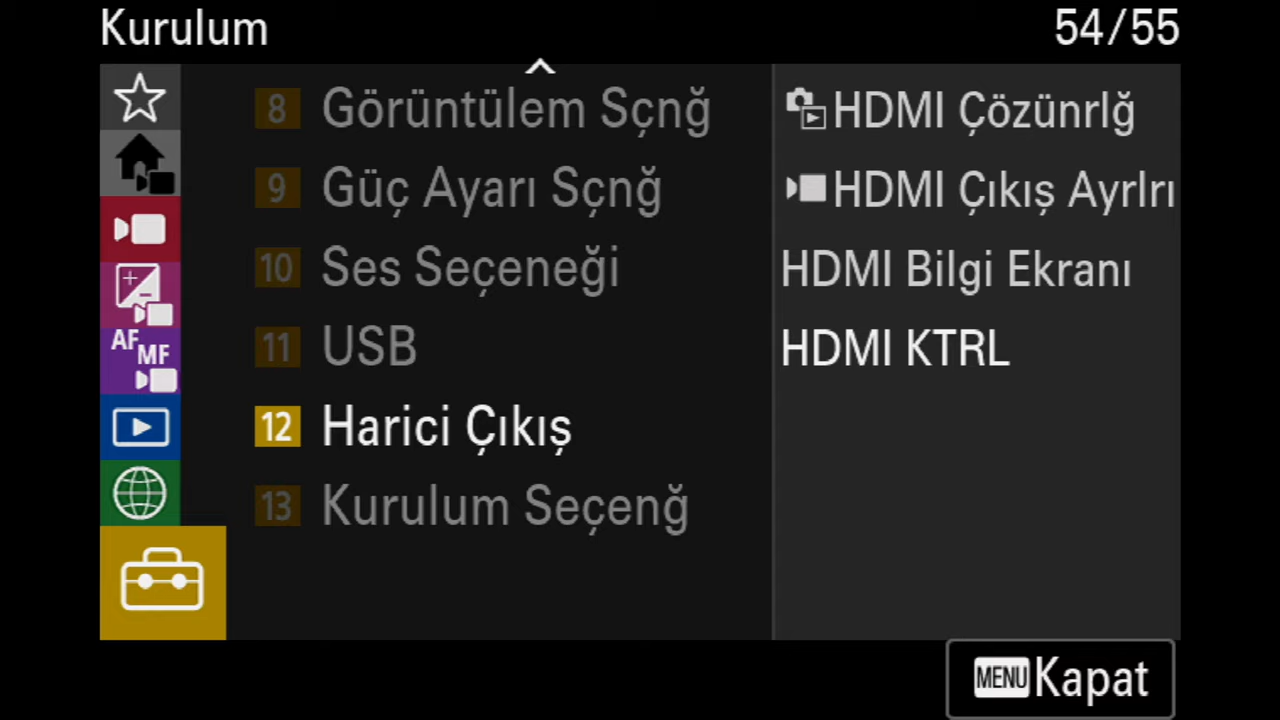 Kurulum 54/55
8 Görüntülem Sçnğ
9 Güç Ayarı Sçnğ
10 Ses Seçeneği
11 USB
12 Harici Çıkış
13 Kurulum Seçenğ
HDMI Çözünrlğ
HDMI Çıkış Ayrlrı
HDMI Bilgi Ekranı
HDMI KTRL
AF MF
MENU Kapat